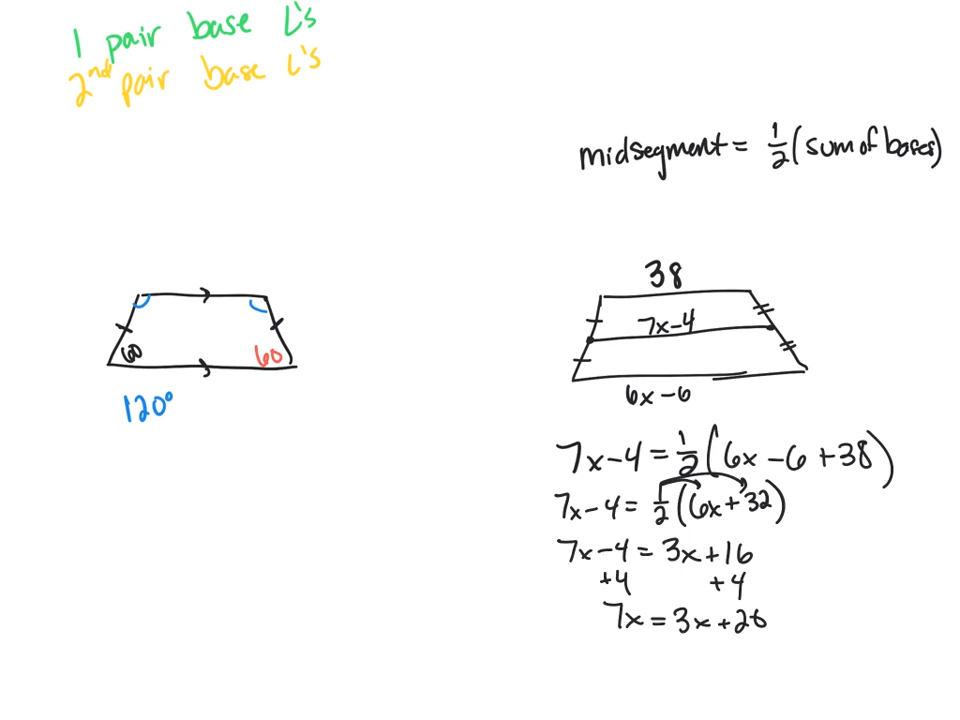 1 pair base L's
2nd pair base L's
midsegment = 1/2 (sum of bases)
60 60
120°
38
7x-4
6x-6
7x-4 = 1/2 (6x-6+38)
7x-4 = 1/2 (6x+32)
7x-4 = 3x+16
+4 +4
7x = 3x+20